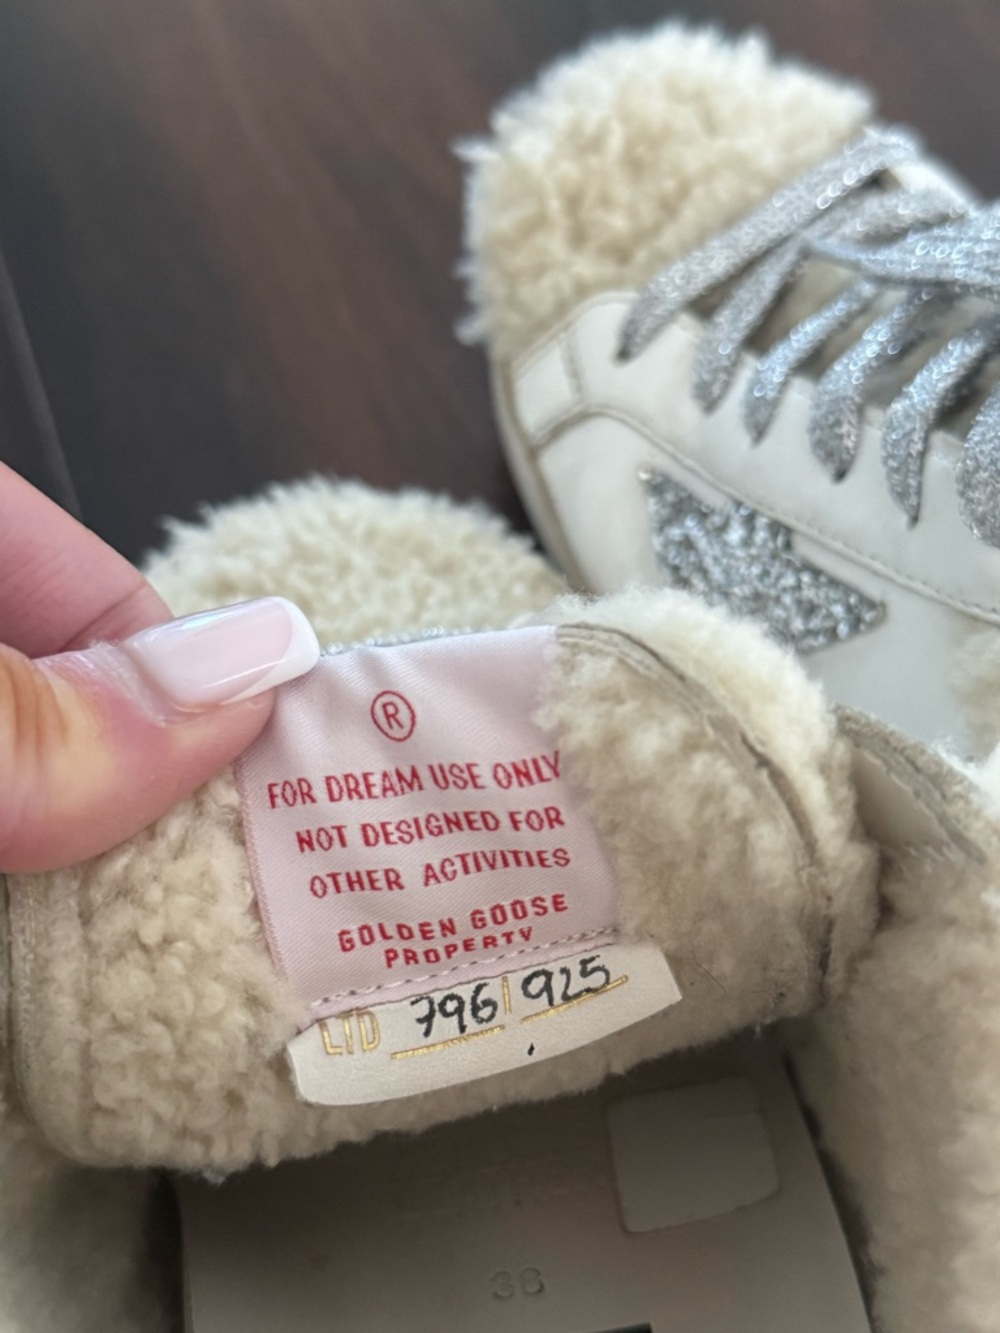 ®
FOR DREAM USE ONLY
NOT DESIGNED FOR
OTHER ACTIVITIES
GOLDEN GOOSE
PROPERTY
LTD 796/925
38